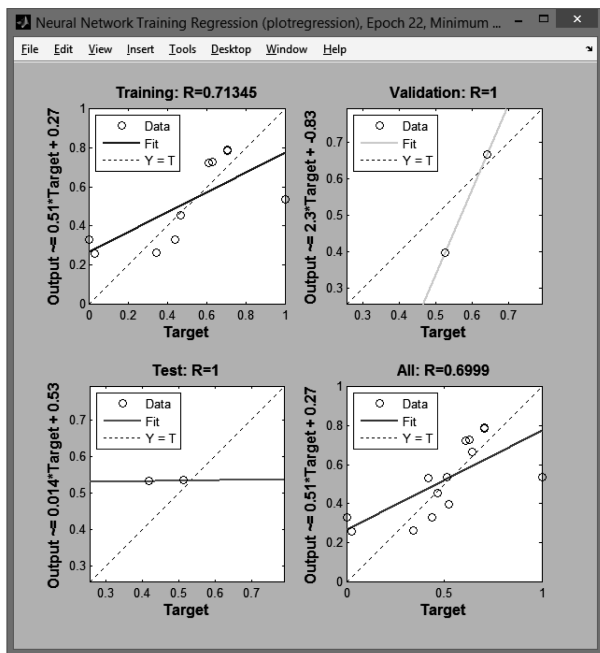 Neural Network Training Regression (plotregression), Epoch 22, Minimum ...
File Edit View Insert Tools Desktop Window Help
Training: R=0.71345
Output ~= 0.51*Target + 0.27
1
0.8
0.6
0.4
0.2
0
Data
Fit
Y = T
0 0.2 0.4 0.6 0.8 1
Target
Validation: R=1
Output ~= 2.3*Target + -0.83
0.7
0.6
0.5
0.4
0.3
Data
Fit
Y = T
0.3 0.4 0.5 0.6 0.7
Target
Test: R=1
Output ~= 0.014*Target + 0.53
0.7
0.6
0.5
0.4
0.3
Data
Fit
Y = T
0.3 0.4 0.5 0.6 0.7
Target
All: R=0.6999
Output ~= 0.51*Target + 0.27
1
0.8
0.6
0.4
0.2
0
Data
Fit
Y = T
0 0.5 1
Target